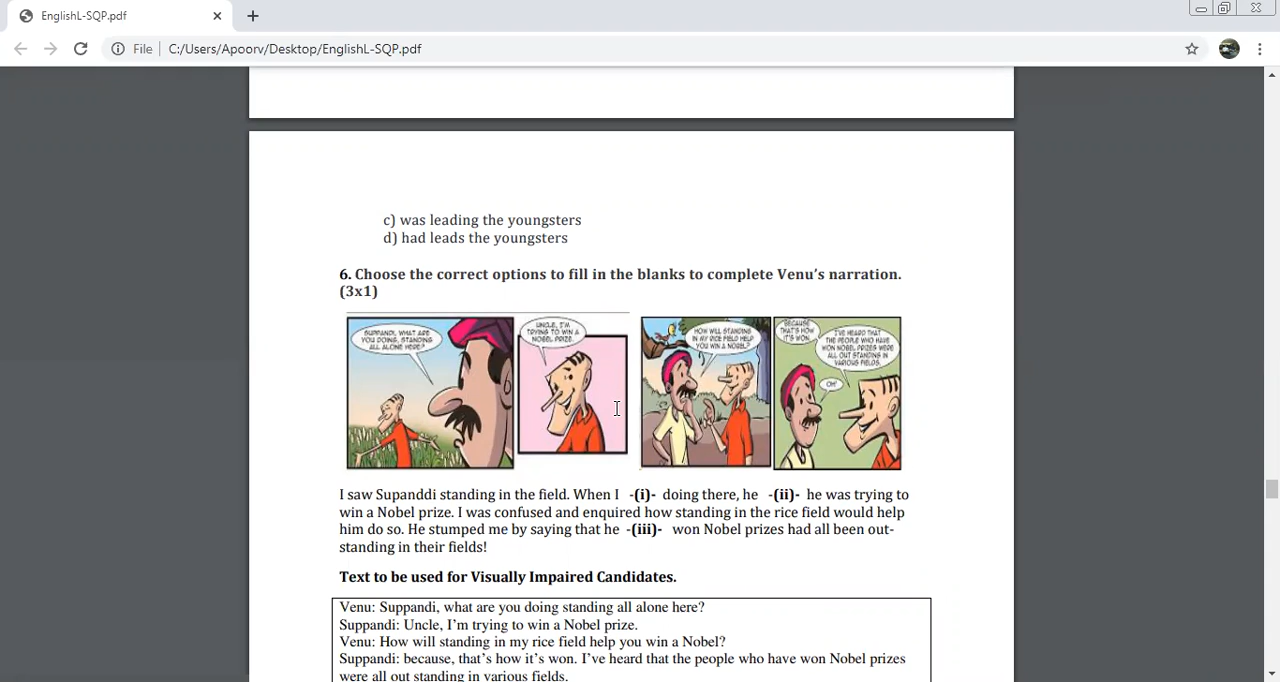 EnglishL-SQP.pdf
File
C:/Users/Apoorv/Desktop/EnglishL-SQP.pdf
c) was leading the youngsters
d) had leads the youngsters
6. Choose the correct options to fill in the blanks to complete Venu's narration.
(3x1)
SUPPANDI, WHAT ARE
YOU DOING, STANDING
ALL ALONE HERE?
UNCLE, I'M
TRYING TO WIN A
NOBEL PRIZE.
HOW WILL STANDING
IN MY RICE FIELD HELP
YOU WIN A NOBEL?
BECAUSE
THAT'S HOW
IT'S WON.
I'VE HEARD THAT
THE PEOPLE WHO HAVE
WON NOBEL PRIZES WERE
ALL OUT STANDING IN
VARIOUS FIELDS.
OH!
I saw Supanddi standing in the field. When I -(i)- doing there, he -(ii)- he was trying to
win a Nobel prize. I was confused and enquired how standing in the rice field would help
him do so. He stumped me by saying that he -(iii)- won Nobel prizes had all been out-
standing in their fields!
Text to be used for Visually Impaired Candidates.
Venu: Suppandi, what are you doing standing all alone here?
Suppandi: Uncle, I'm trying to win a Nobel prize.
Venu: How will standing in my rice field help you win a Nobel?
Suppandi: because, that's how it's won. I've heard that the people who have won Nobel prizes
were all out standing in various fields.